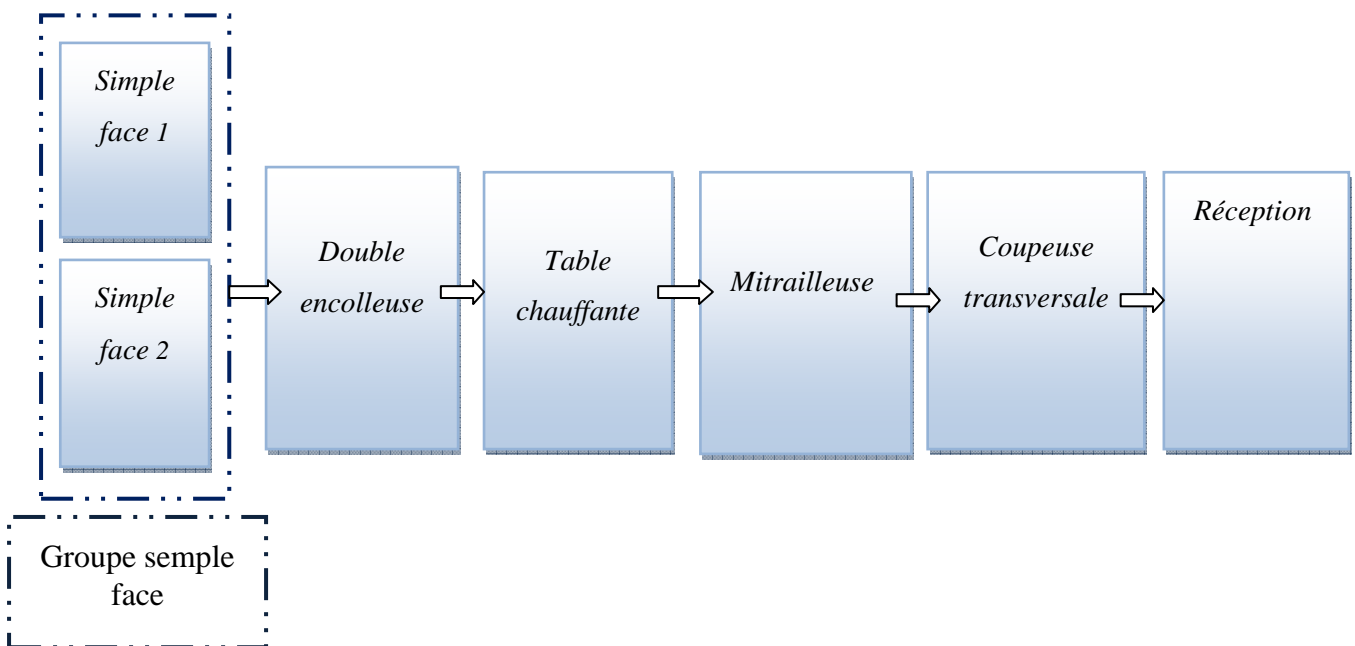 Simple
face 1
Simple
face 2
Double
encolleuse
Table
chauffante
Mitrailleuse
Coupeuse
transversale
Réception
Groupe semple
face